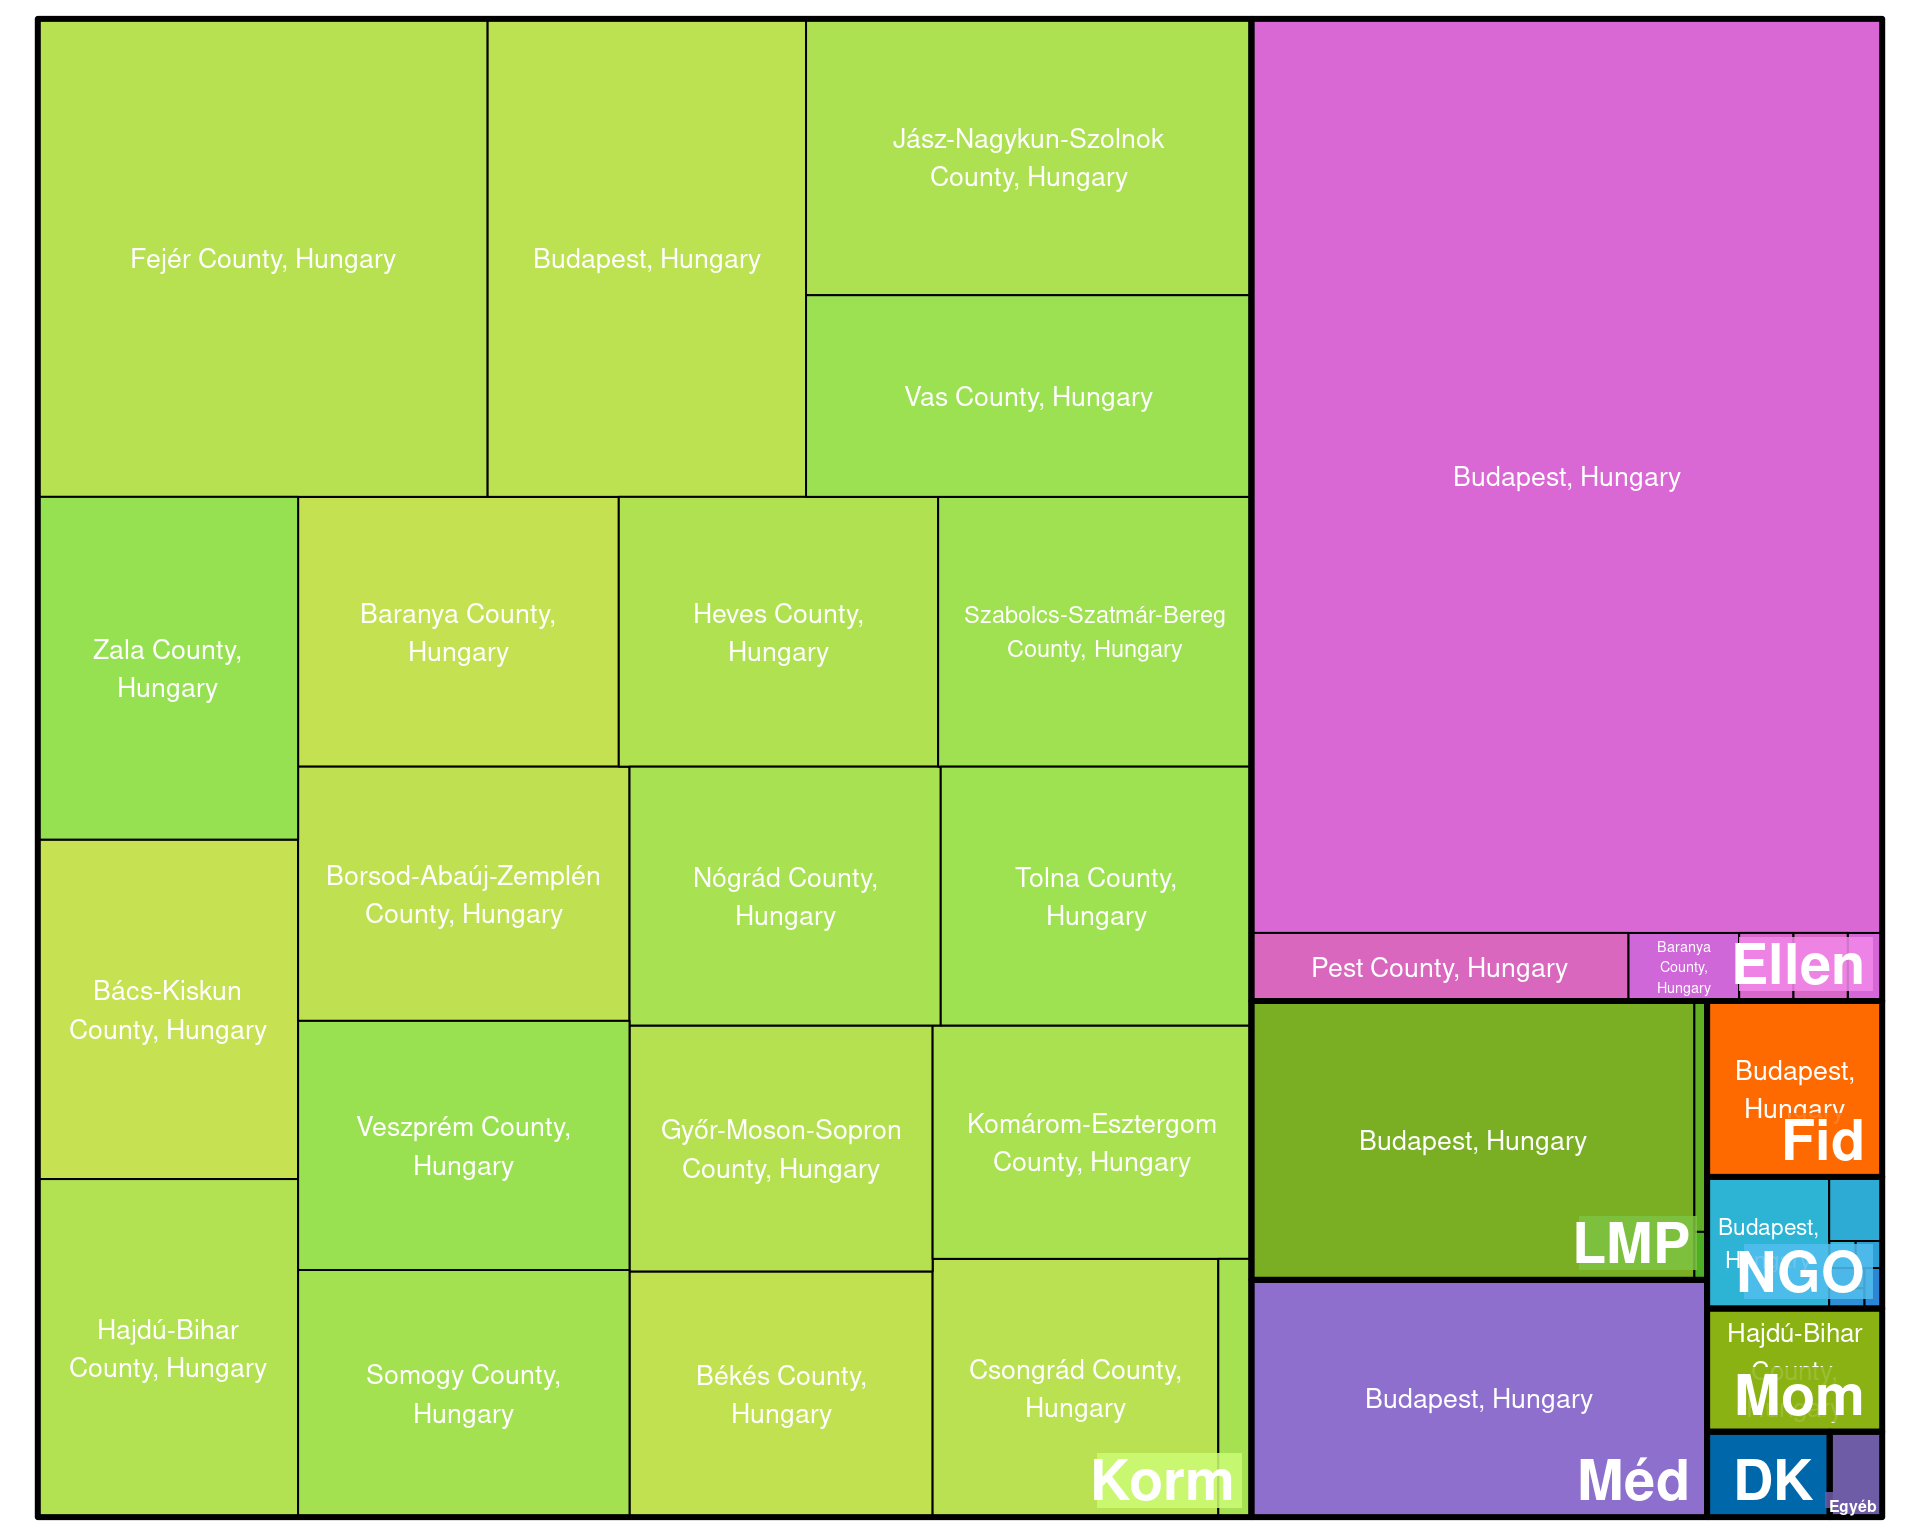 Fejér County, Hungary
Budapest, Hungary
Jász-Nagykun-Szolnok
County, Hungary
Vas County, Hungary
Zala County,
Hungary
Baranya County,
Hungary
Heves County,
Hungary
Szabolcs-Szatmár-Bereg
County, Hungary
Bács-Kiskun
County, Hungary
Borsod-Abaúj-Zemplén
County, Hungary
Nógrád County,
Hungary
Tolna County,
Hungary
Hajdú-Bihar
County, Hungary
Veszprém County,
Hungary
Győr-Moson-Sopron
County, Hungary
Komárom-Esztergom
County, Hungary
Somogy County,
Hungary
Békés County,
Hungary
Csongrád County,
Hungary
Korm
Budapest, Hungary
Pest County, Hungary
Baranya
County,
Hungary
Ellen
Budapest, Hungary
LMP
Budapest, Hungary
Méd
Budapest,
Hungary
Fid
Budapest,
NGO
Hajdú-Bihar
County,
Mom
DK
Egyéb